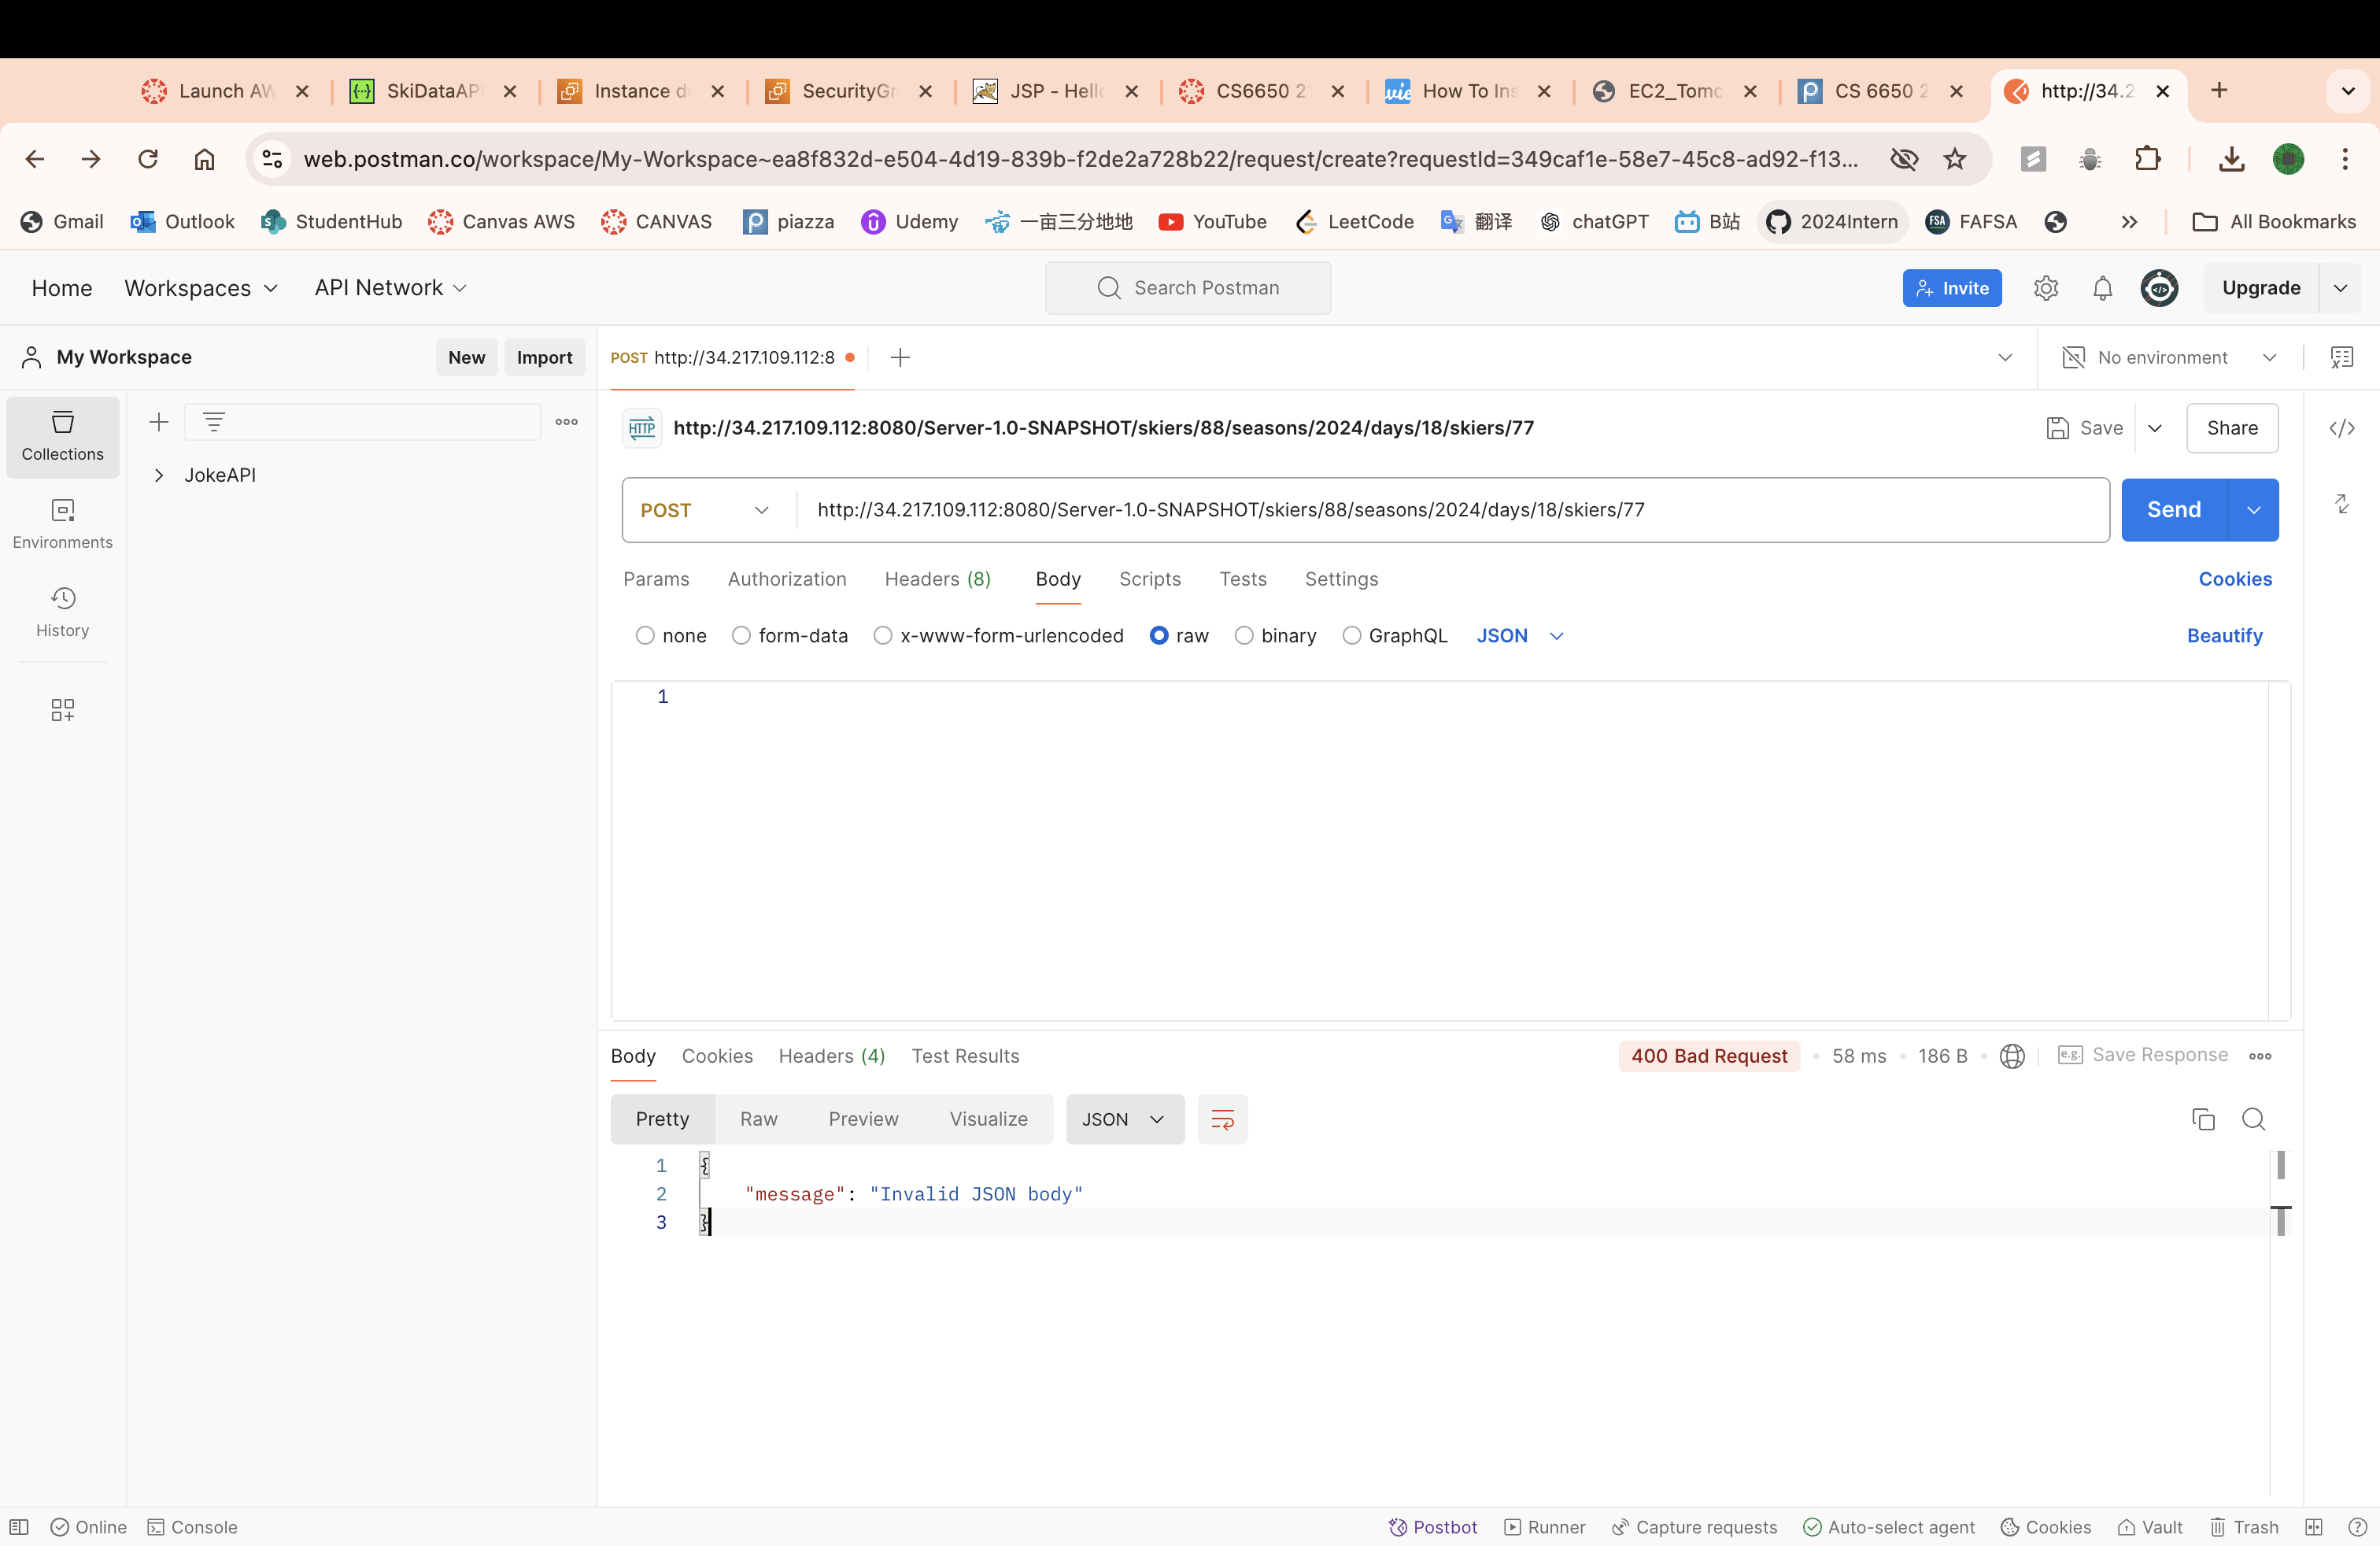 Launch AW
SkiDataAPI
Instance de
SecurityGr
JSP - Hello
CS6650 2
How To Ins
EC2_Tomc
CS 6650 2
http://34.2
web.postman.co/workspace/My-Workspace~ea8f832d-e504-4d19-839b-f2de2a728b22/request/create?requestId=349caf1e-58e7-45c8-ad92-f13...
Gmail
Outlook
StudentHub
Canvas AWS
CANVAS
piazza
Udemy
一亩三分地地
YouTube
LeetCode
翻译
chatGPT
B站
2024Intern
FAFSA
All Bookmarks
Home
Workspaces
API Network
Search Postman
Invite
Upgrade
My Workspace
New
Import
POST http://34.217.109.112:8
No environment
Collections
Environments
History
JokeAPI
HTTP http://34.217.109.112:8080/Server-1.0-SNAPSHOT/skiers/88/seasons/2024/days/18/skiers/77
Save
Share
POST
http://34.217.109.112:8080/Server-1.0-SNAPSHOT/skiers/88/seasons/2024/days/18/skiers/77
Send
Params
Authorization
Headers (8)
Body
Scripts
Tests
Settings
Cookies
none
form-data
x-www-form-urlencoded
raw
binary
GraphQL
JSON
Beautify
1
Body
Cookies
Headers (4)
Test Results
400 Bad Request
58 ms
186 B
e.g. Save Response
Pretty
Raw
Preview
Visualize
JSON
1 {
2 "message": "Invalid JSON body"
3 }
Online
Console
Postbot
Runner
Capture requests
Auto-select agent
Cookies
Vault
Trash